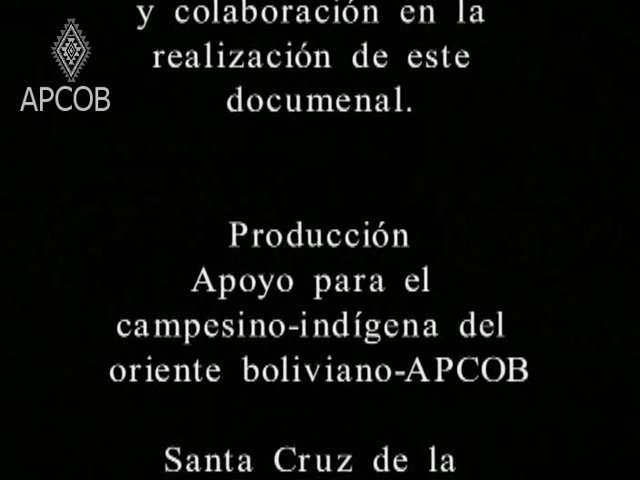 y colaboración en la
realización de este
documenal.
APCOB
Producción
Apoyo para el
campesino-indígena del
oriente boliviano-APCOB
Santa Cruz de la